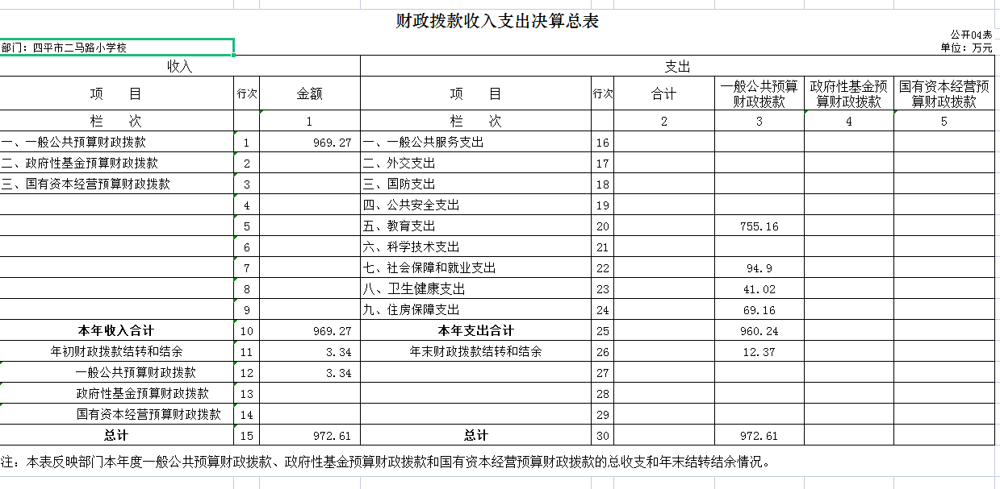 财政拨款收入支出决算总表
公开04表
部门：四平市二马路小学校 单位：万元
收入 支出
项 目 行次 金额 项 目 行次 合计 一般公共预算财政拨款 政府性基金预算财政拨款 国有资本经营预算财政拨款
栏 次 1 栏 次 2 3 4 5
一、一般公共预算财政拨款 1 969.27 一、一般公共服务支出 16
二、政府性基金预算财政拨款 2 二、外交支出 17
三、国有资本经营预算财政拨款 3 三、国防支出 18
4 四、公共安全支出 19
5 五、教育支出 20 755.16
6 六、科学技术支出 21
7 七、社会保障和就业支出 22 94.9
8 八、卫生健康支出 23 41.02
9 九、住房保障支出 24 69.16
本年收入合计 10 969.27 本年支出合计 25 960.24
年初财政拨款结转和结余 11 3.34 年末财政拨款结转和结余 26 12.37
一般公共预算财政拨款 12 3.34 27
政府性基金预算财政拨款 13 28
国有资本经营预算财政拨款 14 29
总计 15 972.61 总计 30 972.61
注：本表反映部门本年度一般公共预算财政拨款、政府性基金预算财政拨款和国有资本经营预算财政拨款的总收支和年末结转结余情况。